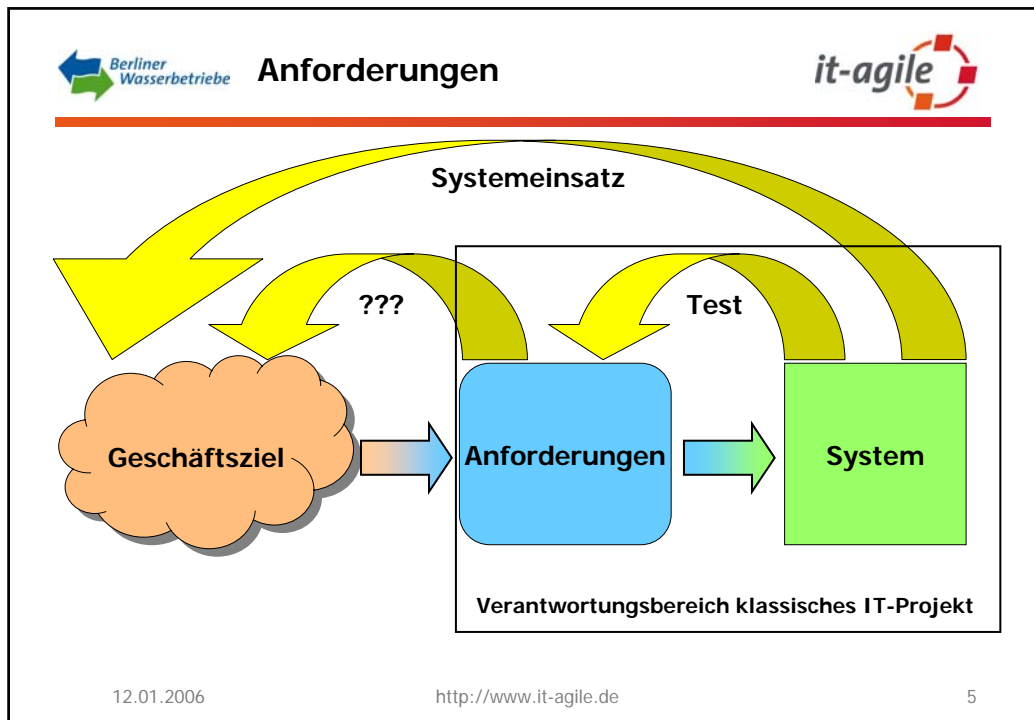 Berliner
Wasserbetriebe
Anforderungen
it-agile
Systemeinsatz
???
Test
Geschäftsziel
Anforderungen
System
Verantwortungsbereich klassisches IT-Projekt
12.01.2006
http://www.it-agile.de
5